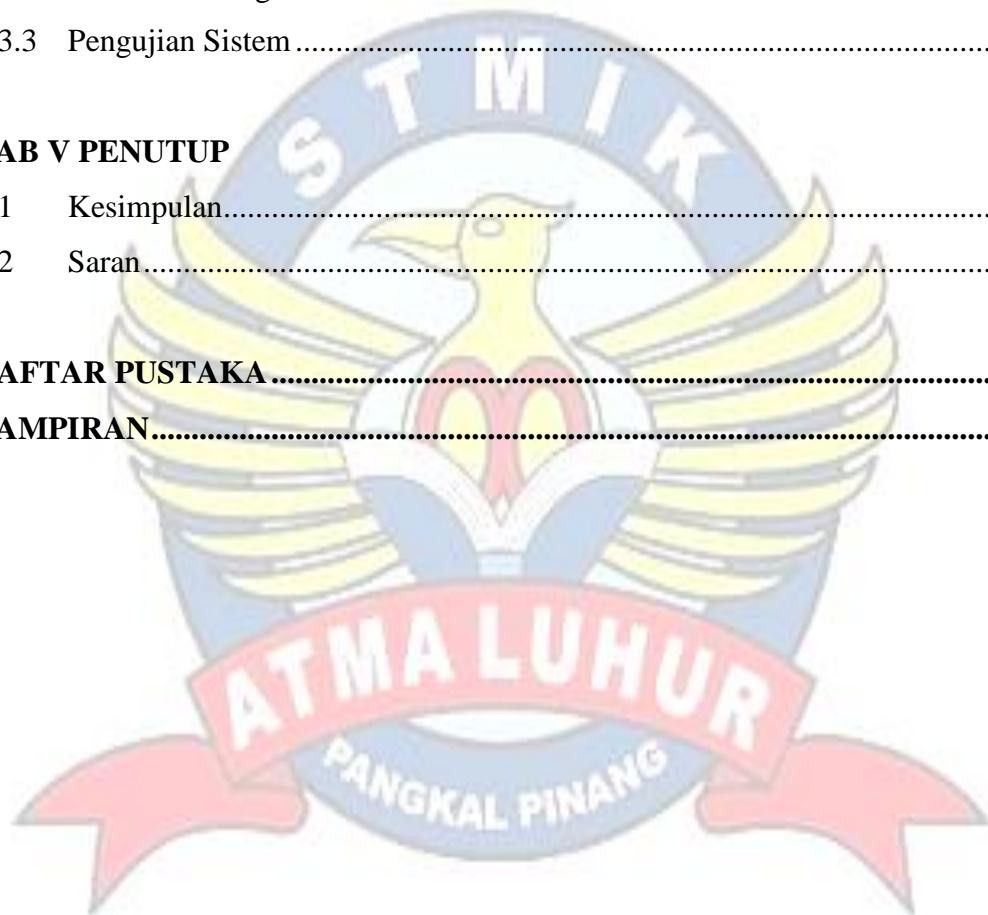 3.3 Pengujian Sistem
AB V PENUTUP
1 Kesimpulan
2 Saran
AFTAR PUSTAKA
AMPIRAN
STMIK
ATMA LUHUR
PANGKAL PINANG